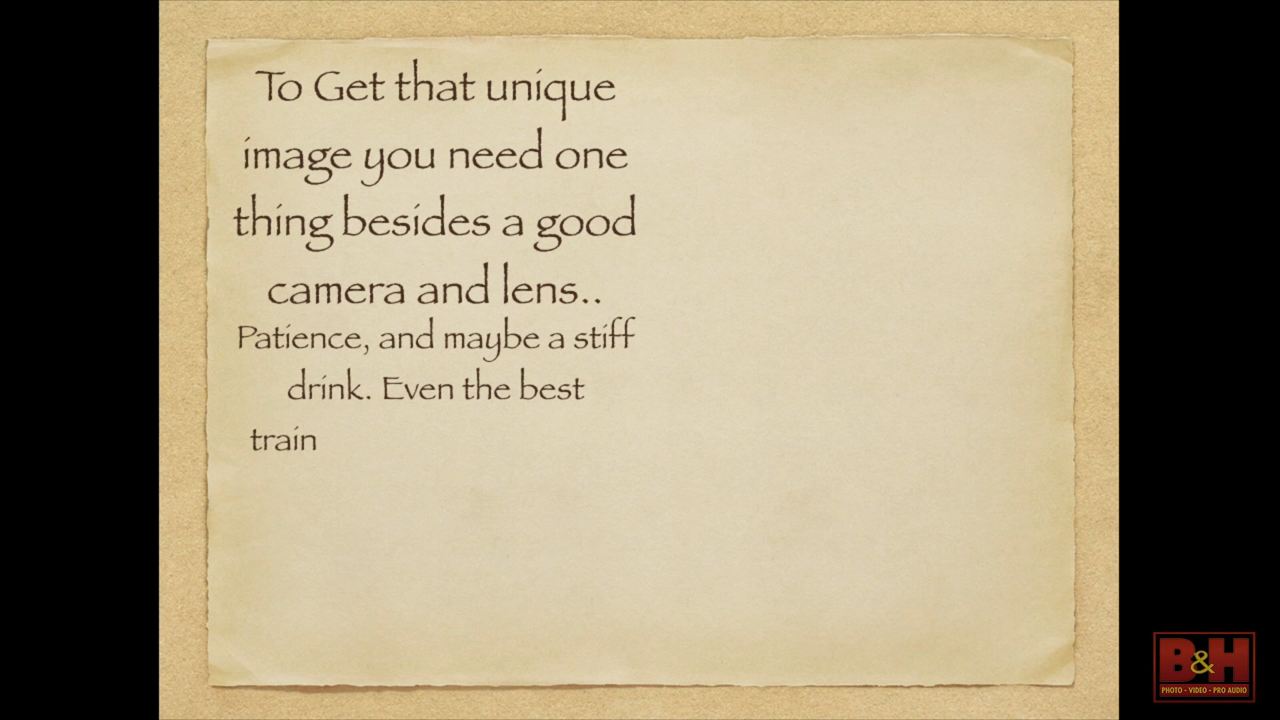 To Get that unique
image you need one
thing besides a good
camera and lens..
Patience, and maybe a stiff
drink. Even the best
train
B&H
PHOTO - VIDEO - PRO AUDIO